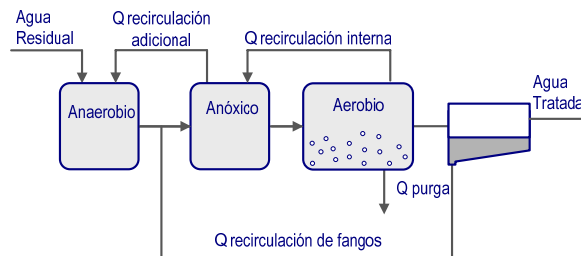 Agua
Residual
Q recirculación
adicional
Q recirculación interna
Agua
Tratada
Anaerobio
Anóxico
Aerobio
Q purga
Q recirculación de fangos